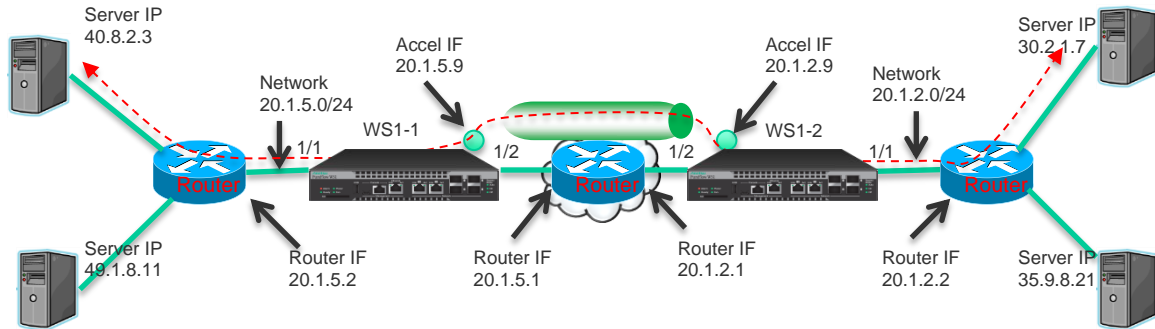 Server IP
40.8.2.3
Network
20.1.5.0/24
Accel IF
20.1.5.9
Accel IF
20.1.2.9
Network
20.1.2.0/24
Server IP
30.2.1.7
WS1-1
WS1-2
1/1
1/2
1/2
1/1
Router
Router
Router
Server IP
49.1.8.11
Router IF
20.1.5.2
Router IF
20.1.5.1
Router IF
20.1.2.1
Router IF
20.1.2.2
Server IP
35.9.8.21